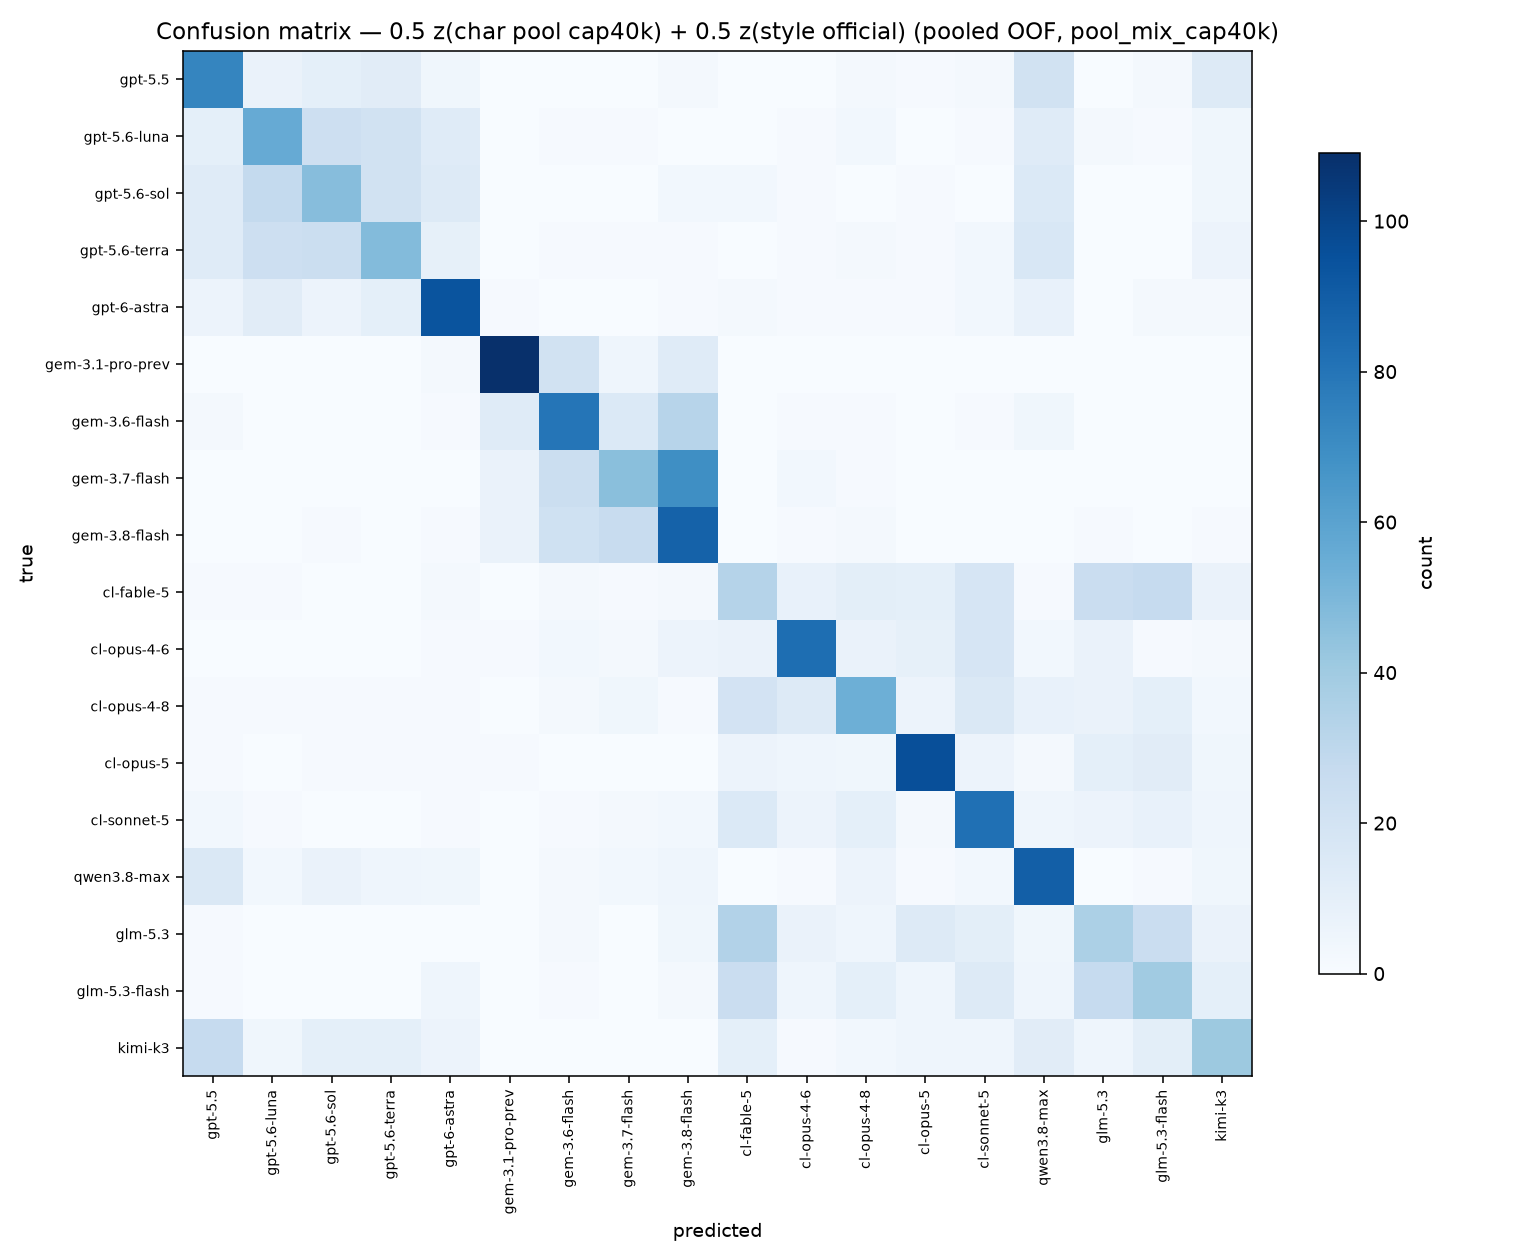 Confusion matrix — 0.5 z(char pool cap40k) + 0.5 z(style official) (pooled OOF, pool_mix_cap40k)
gpt-5.5
gpt-5.6-luna
gpt-5.6-sol
gpt-5.6-terra
gpt-6-astra
gem-3.1-pro-prev
gem-3.6-flash
gem-3.7-flash
gem-3.8-flash
cl-fable-5
cl-opus-4-6
cl-opus-4-8
cl-opus-5
cl-sonnet-5
qwen3.8-max
glm-5.3
glm-5.3-flash
kimi-k3
true
gpt-5.5
gpt-5.6-luna
gpt-5.6-sol
gpt-5.6-terra
gpt-6-astra
gem-3.1-pro-prev
gem-3.6-flash
gem-3.7-flash
gem-3.8-flash
cl-fable-5
cl-opus-4-6
cl-opus-4-8
cl-opus-5
cl-sonnet-5
qwen3.8-max
glm-5.3
glm-5.3-flash
kimi-k3
predicted
100
80
60
40
20
0
count